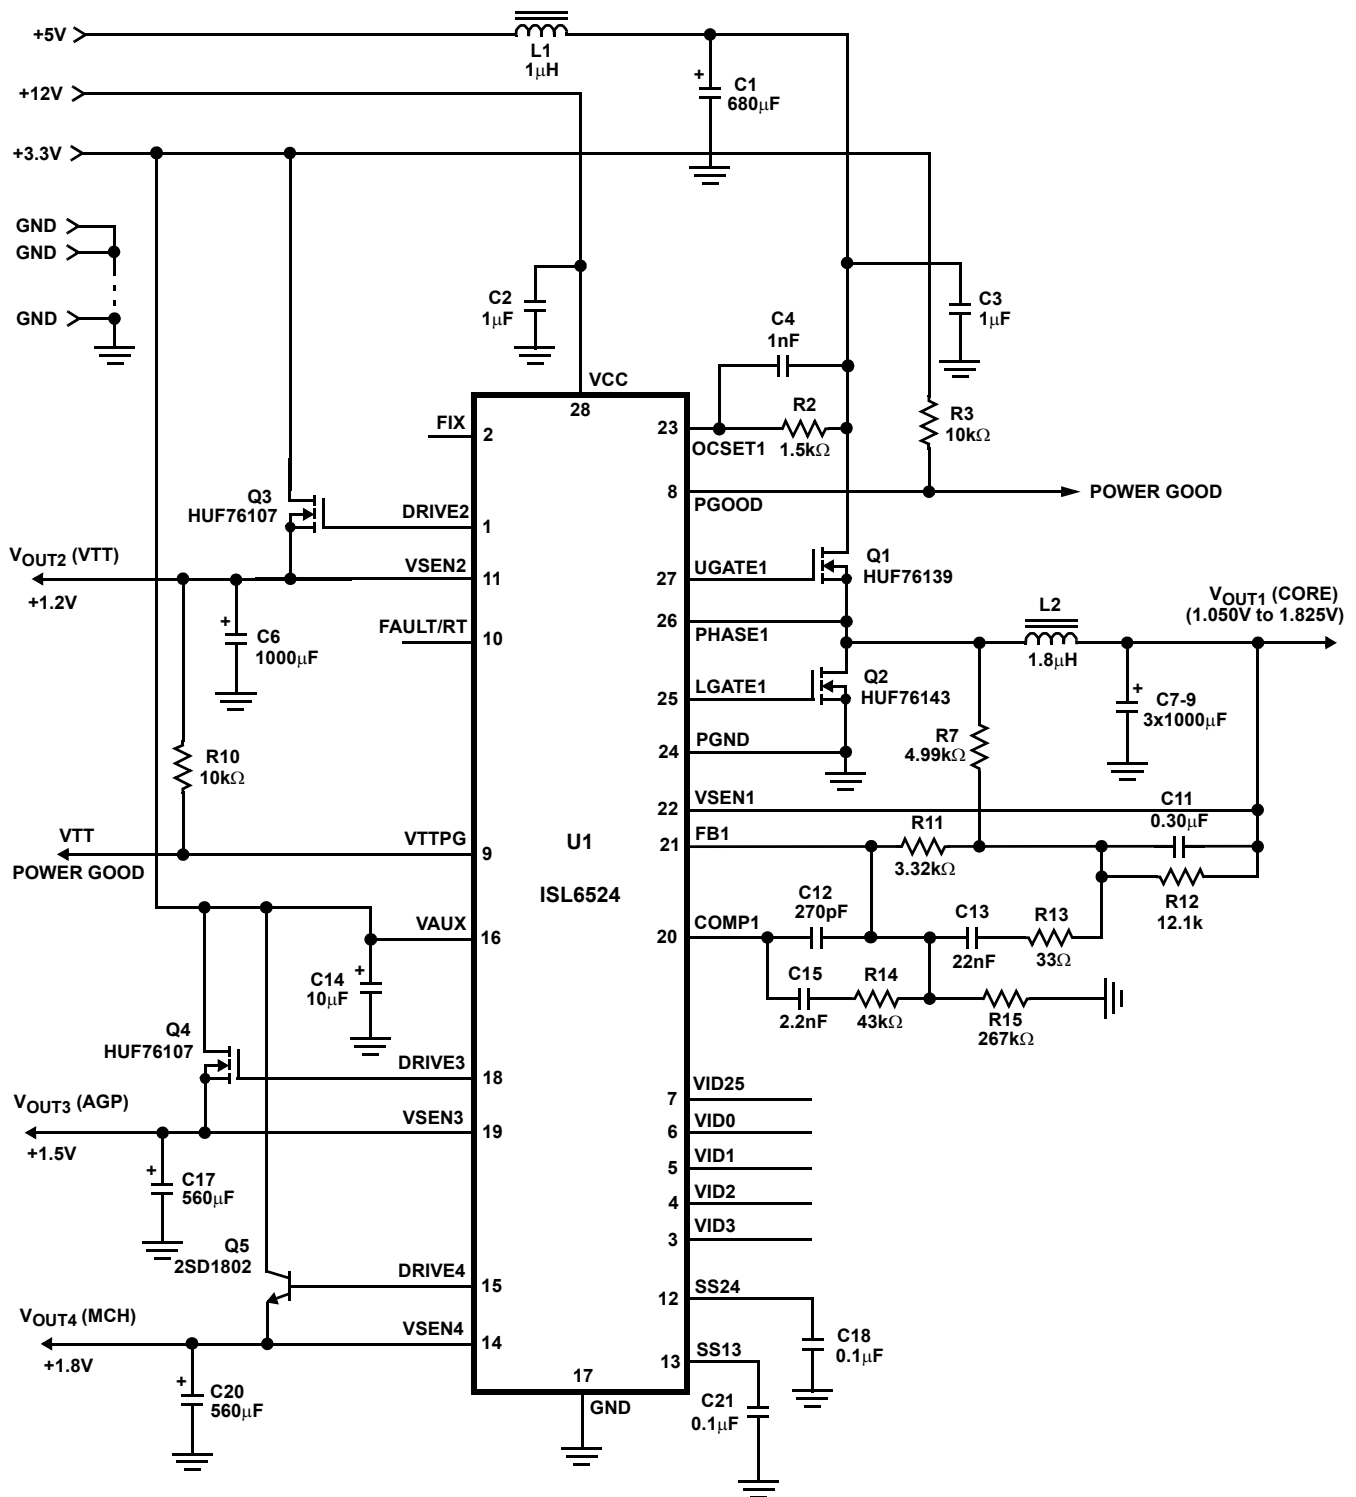 +5V
L1
1µH
+
C1
680µF
+12V
+3.3V
GND
GND
GND
C2
1µF
C3
1µF
C4
1nF
VCC
28
FIX
2
R2
1.5kΩ
23
OCSET1
R3
10kΩ
8
PGOOD
POWER GOOD
Q3
HUF76107
DRIVE2
1
VOUT2 (VTT)
+1.2V
VSEN2
11
+
C6
1000µF
FAULT/RT
10
UGATE1
27
Q1
HUF76139
26
PHASE1
L2
1.8µH
VOUT1 (CORE)
(1.050V to 1.825V)
LGATE1
25
Q2
HUF76143
+
C7-9
3x1000µF
PGND
24
R7
4.99kΩ
R10
10kΩ
VSEN1
22
C11
0.30µF
VTT
POWER GOOD
VTTPG
9
U1
ISL6524
FB1
21
R11
3.32kΩ
R12
12.1k
C12
270pF
C13
22nF
R13
33Ω
COMP1
20
VAUX
16
+
C14
10µF
C15
2.2nF
R14
43kΩ
R15
267kΩ
Q4
HUF76107
DRIVE3
18
VOUT3 (AGP)
+1.5V
VSEN3
19
+
C17
560µF
VID25
7
VID0
6
VID1
5
VID2
4
VID3
3
Q5
2SD1802
DRIVE4
15
VOUT4 (MCH)
+1.8V
VSEN4
14
+
C20
560µF
SS24
12
C18
0.1µF
SS13
13
C21
0.1µF
17
GND